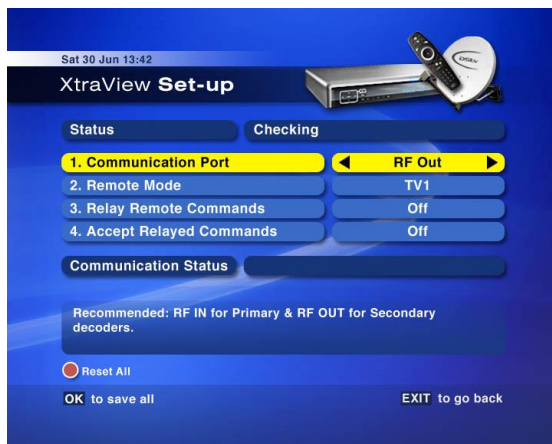 Sat 30 Jun 13:42
XtraView Set-up
DStv
Status Checking
1. Communication Port RF Out
2. Remote Mode TV1
3. Relay Remote Commands Off
4. Accept Relayed Commands Off
Communication Status
Recommended: RF IN for Primary & RF OUT for Secondary
decoders.
Reset All
OK to save all EXIT to go back